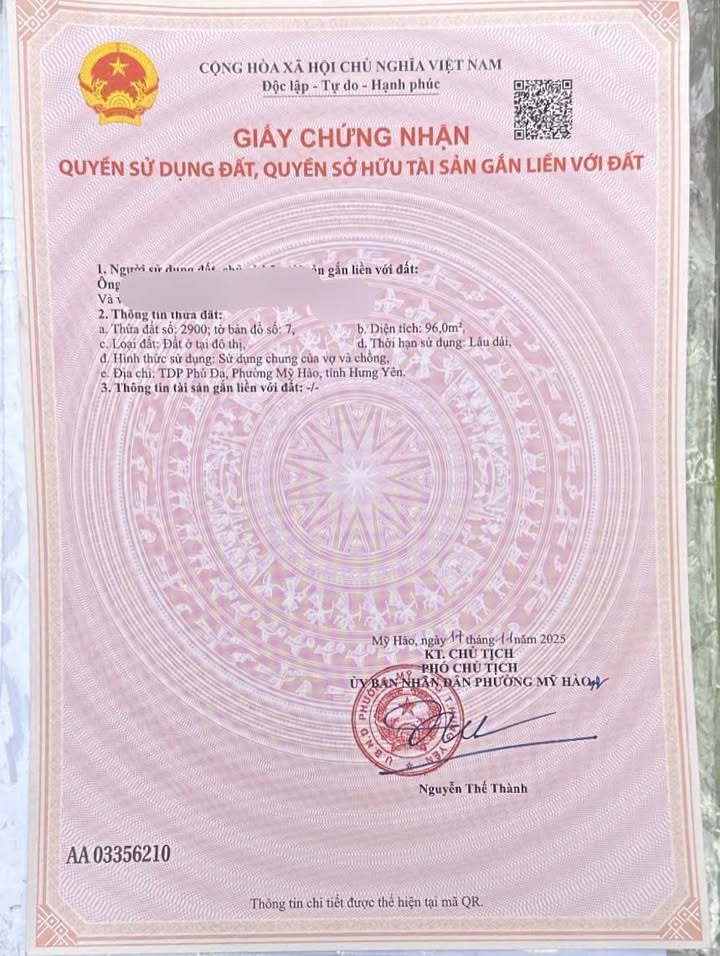 CỘNG HÒA XÃ HỘI CHỦ NGHĨA VIỆT NAM
Độc lập - Tự do - Hạnh phúc
GIẤY CHỨNG NHẬN
QUYỀN SỬ DỤNG ĐẤT, QUYỀN SỞ HỮU TÀI SẢN GẮN LIỀN VỚI ĐẤT
1. Người sử dụng đất, gắn liền với đất:
Ông
Và
2. Thông tin thửa đất:
a. Thửa đất số: 2900; tờ bản đồ số: 7, b. Diện tích: 96,0m²,
c. Loại đất: Đất ở tại đô thị, d. Thời hạn sử dụng: Lâu dài,
đ. Hình thức sử dụng: Sử dụng chung của vợ và chồng,
e. Địa chỉ: TDP Phú Đa, Phường Mỹ Hào, tỉnh Hưng Yên.
3. Thông tin tài sản gắn liền với đất: -/-
Mỹ Hào, ngày 17 tháng 11 năm 2025
KT. CHỦ TỊCH
PHÓ CHỦ TỊCH
ỦY BAN NHÂN DÂN PHƯỜNG MỸ HÀO
Nguyễn Thế Thành
AA 03356210
Thông tin chi tiết được thể hiện tại mã QR.